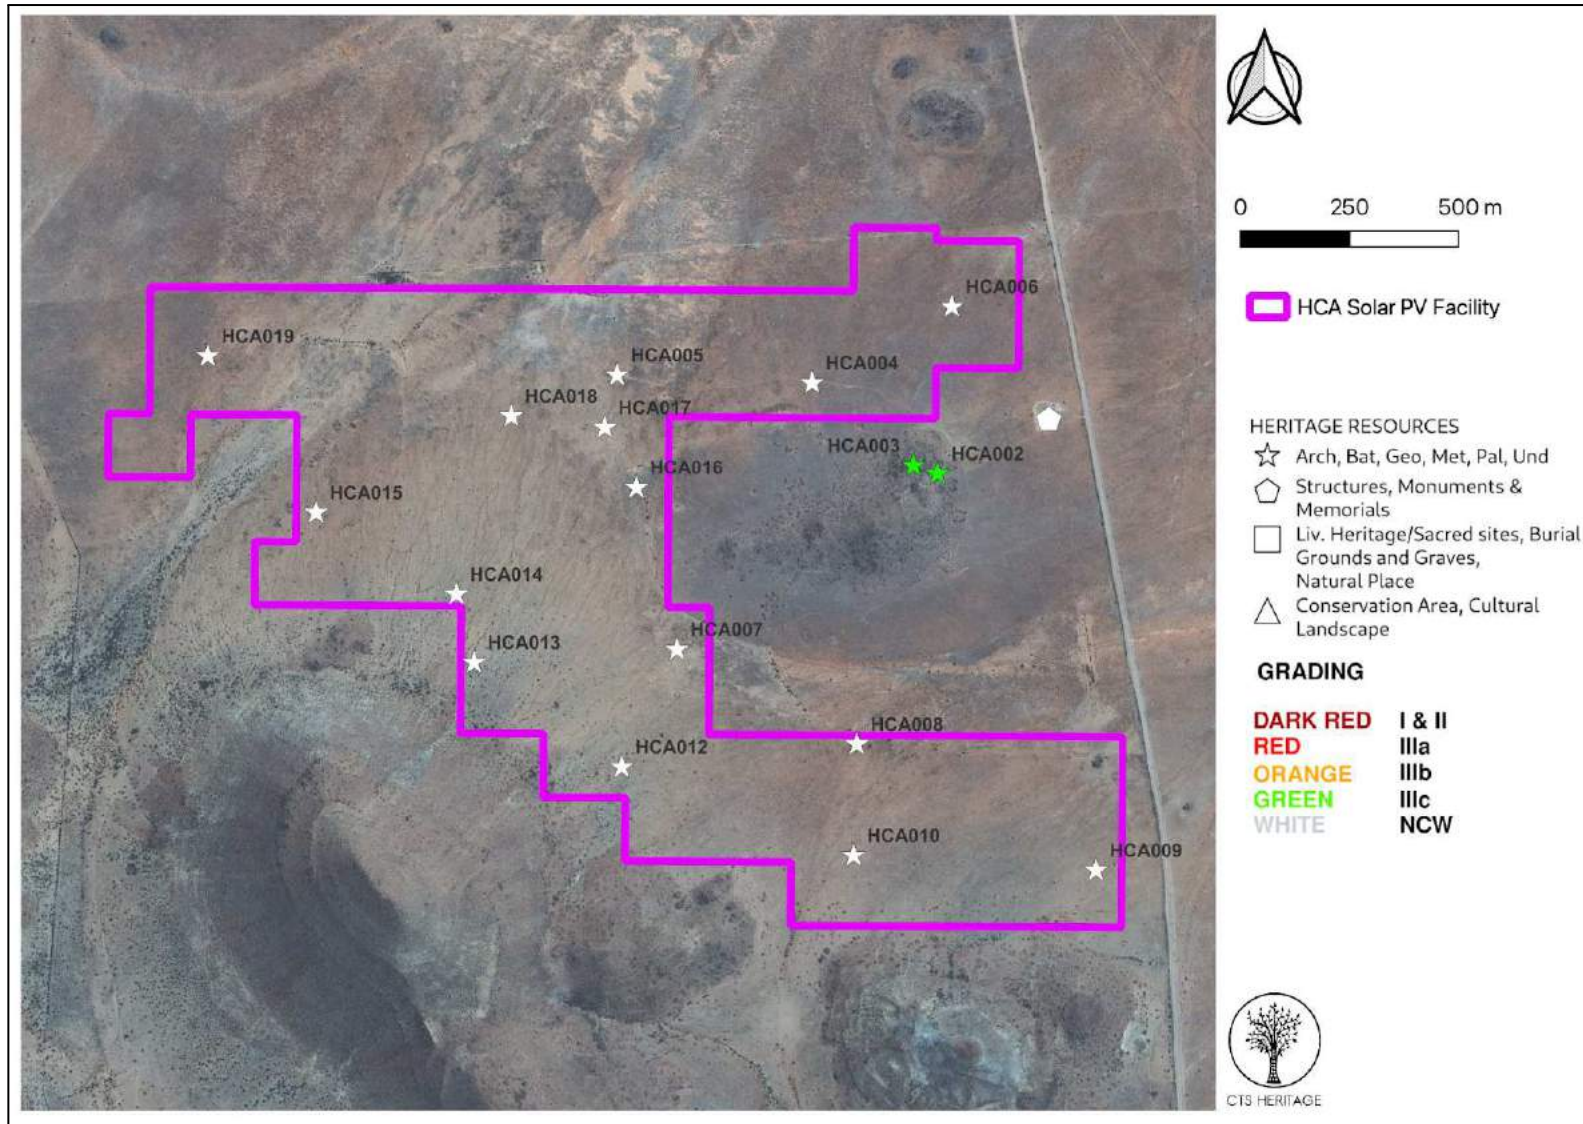 HCA006
HCA019
HCA005
HCA004
HCA018
HCA017
HCA003
HCA002
HCA016
HCA015
HCA014
HCA007
HCA013
HCA008
HCA012
HCA010
HCA009
0 250 500 m
HCA Solar PV Facility
HERITAGE RESOURCES
Arch, Bat, Geo, Met, Pal, Und
Structures, Monuments &
Memorials
Liv. Heritage/Sacred sites, Burial
Grounds and Graves,
Natural Place
Conservation Area, Cultural
Landscape
GRADING
DARK RED I & II
RED IIIa
ORANGE IIIb
GREEN IIIc
WHITE NCW
CTS HERITAGE